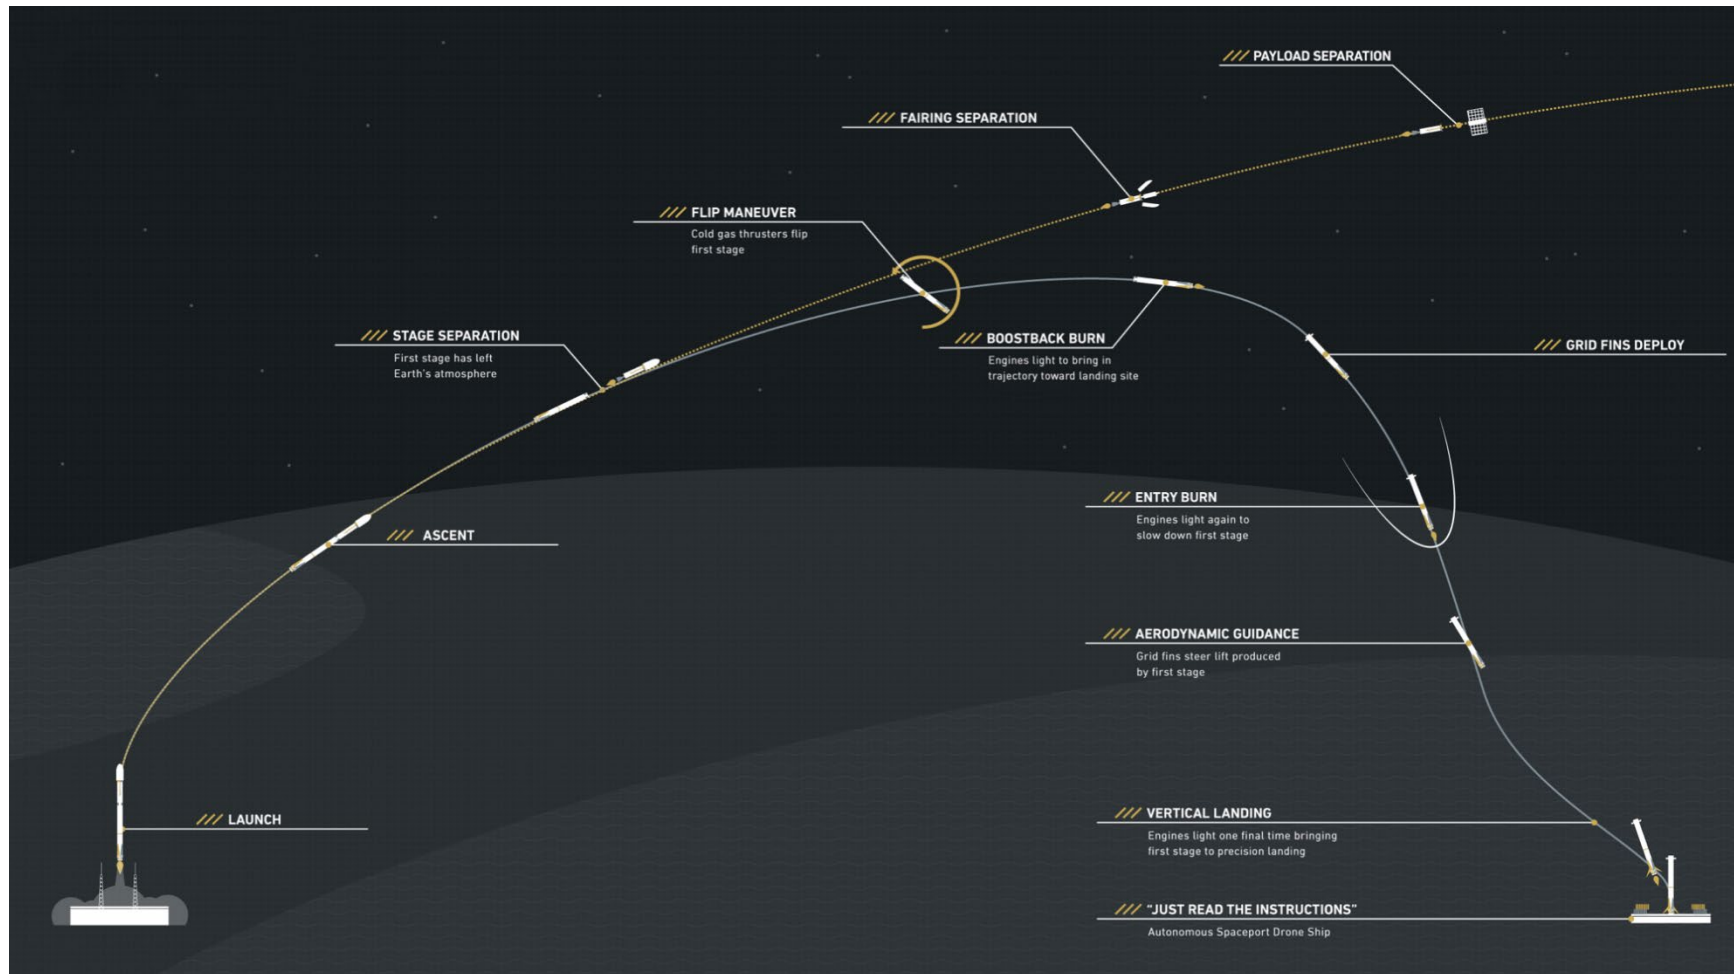 PAYLOAD SEPARATION
FAIRING SEPARATION
FLIP MANEUVER
Cold gas thrusters flip
first stage
STAGE SEPARATION
First stage has left
Earth's atmosphere
BOOSTBACK BURN
Engines light to bring in
trajectory toward landing site
GRID FINS DEPLOY
ASCENT
ENTRY BURN
Engines light again to
slow down first stage
AERODYNAMIC GUIDANCE
Grid fins steer lift produced
by first stage
LAUNCH
VERTICAL LANDING
Engines light one final time bringing
first stage to precision landing
"JUST READ THE INSTRUCTIONS"
Autonomous Spaceport Drone Ship